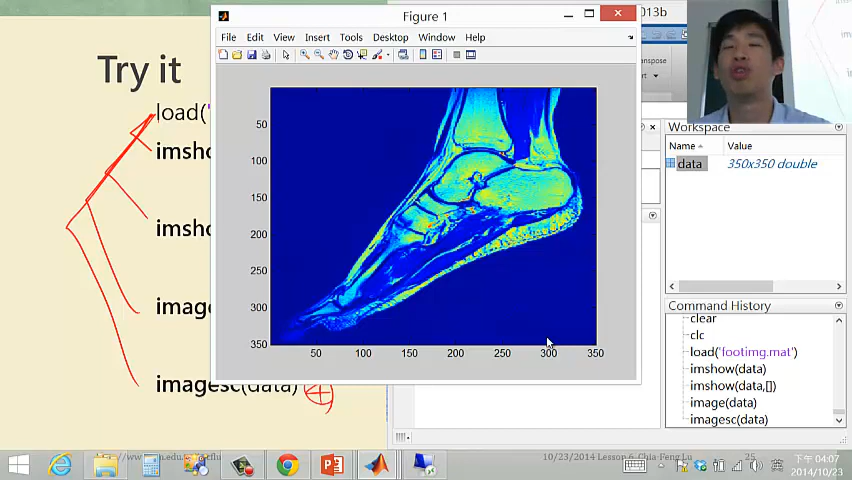 Figure 1
013b
File Edit View Insert Tools Desktop Window Help
Try it
load('
imsho
imsho
imag
imagesc(data)
50
100
150
200
250
300
350
50 100 150 200 250 300 350
Workspace
Name Value
data 350x350 double
Command History
clear
clc
load('footimg.mat')
imshow(data)
imshow(data,[])
image(data)
imagesc(data)
10/23/2014 Lesson 6, Chia-Feng Lu
25
下午 04:07
2014/10/23